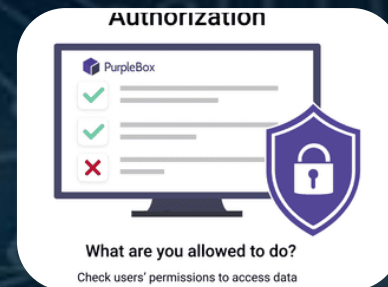 Authorization
PurpleBox
What are you allowed to do?
Check users' permissions to access data